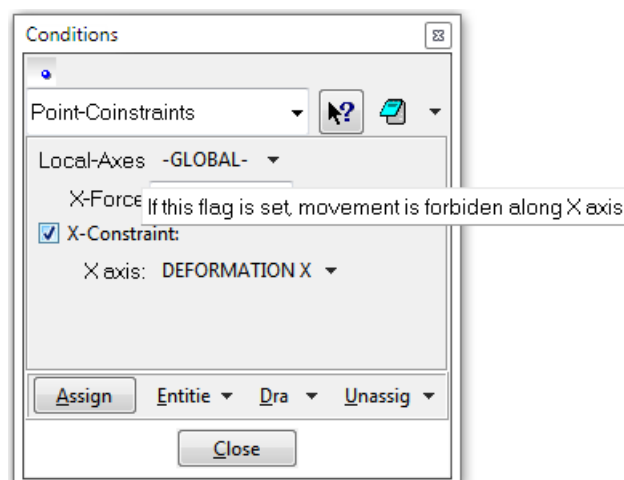 Conditions
Point-Coinstraints
Local-Axes -GLOBAL-
X-Force
If this flag is set, movement is forbiden along X axis
X-Constraint:
X axis: DEFORMATION X
Assign Entitie Dra Unassig
Close